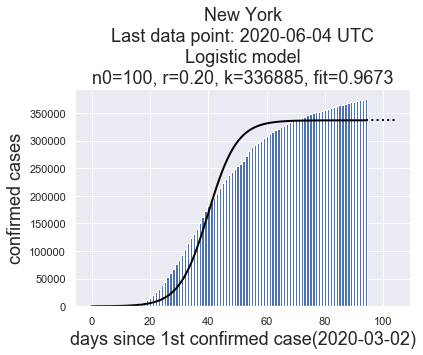 New York
Last data point: 2020-06-04 UTC
Logistic model
n0=100, r=0.20, k=336885, fit=0.9673
350000
300000
250000
200000
150000
100000
50000
0
confirmed cases
0 20 40 60 80 100
days since 1st confirmed case(2020-03-02)